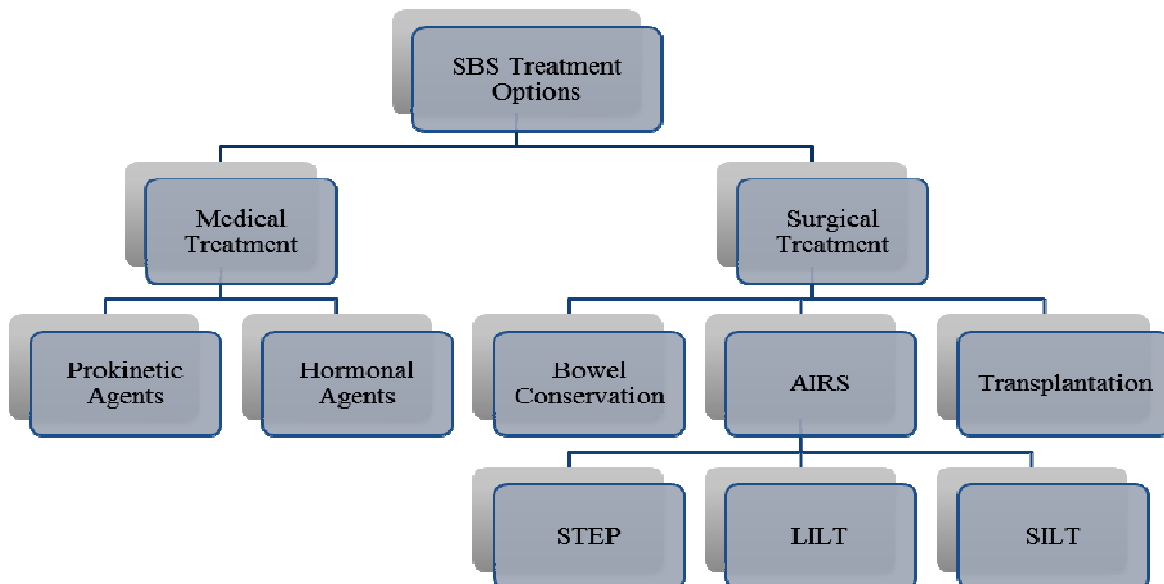 SBS Treatment
Options
Medical
Treatment
Surgical
Treatment
Prokinetic
Agents
Hormonal
Agents
Bowel
Conservation
AIRS
Transplantation
STEP
LILT
SILT